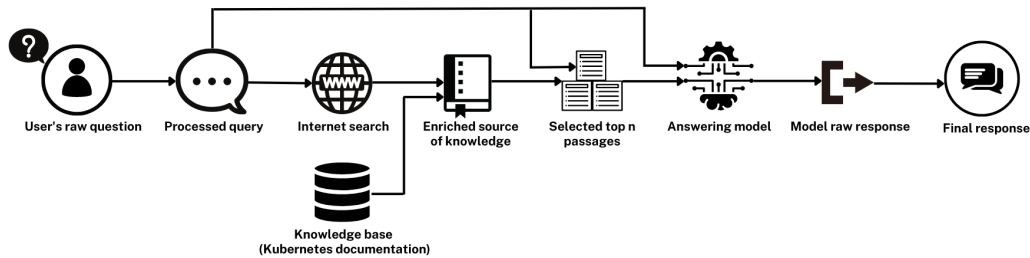 ?
WWW
User's raw question
Processed query
Internet search
Enriched source
of knowledge
Selected top n
passages
Answering model
Model raw response
Final response
Knowledge base
(Kubernetes documentation)